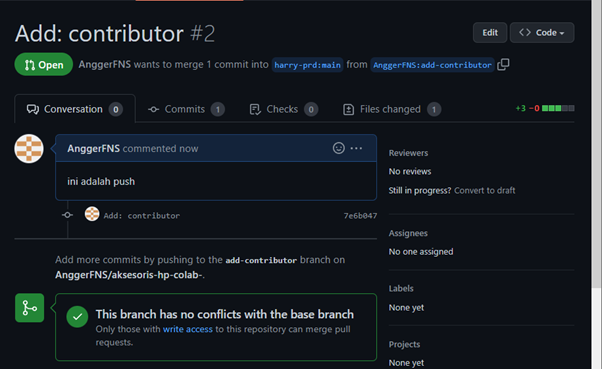 Add: contributor #2
Edit
<> Code
Open
AnggerFNS wants to merge 1 commit into harry-prd:main from AnggerFNS:add-contributor
Conversation 0
Commits 1
Checks 0
Files changed 1
+3 −0
AnggerFNS commented now
ini adalah push
Add: contributor 7e6b047
Add more commits by pushing to the add-contributor branch on
AnggerFNS/aksesoris-hp-colab-.
This branch has no conflicts with the base branch
Only those with write access to this repository can merge pull
requests.
Reviewers
No reviews
Still in progress? Convert to draft
Assignees
No one assigned
Labels
None yet
Projects
None yet